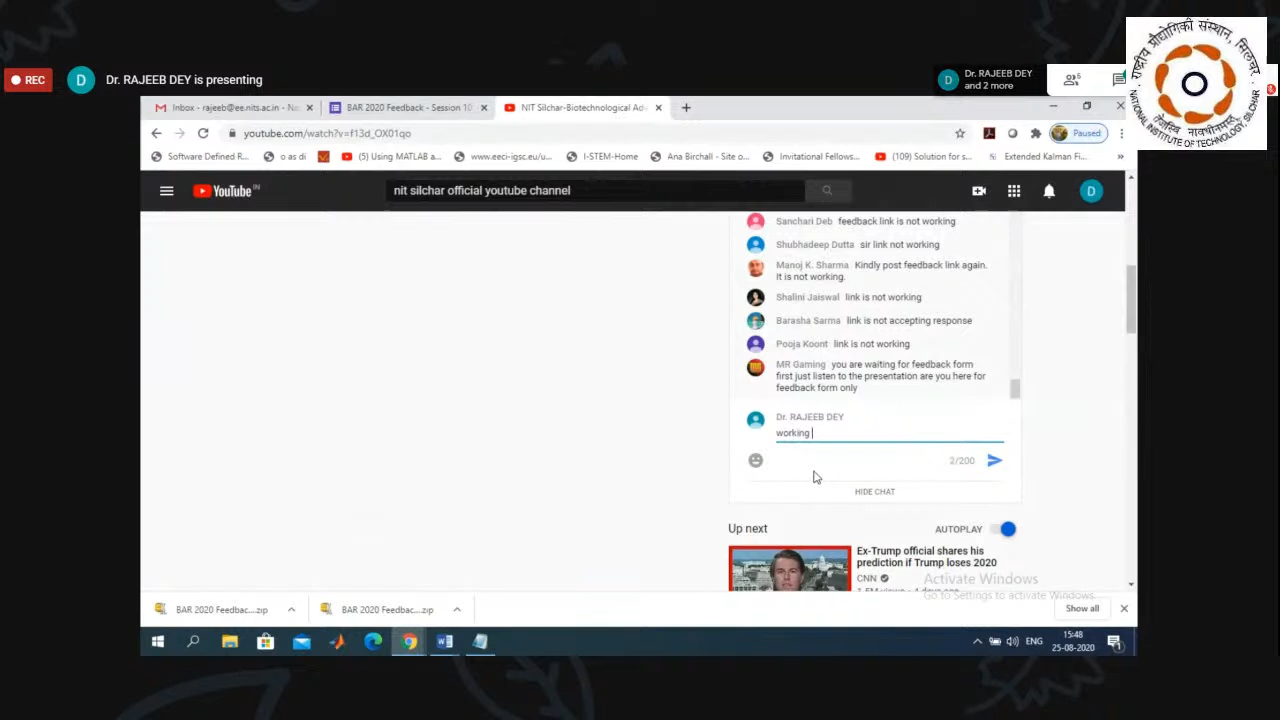 REC
D
Dr. RAJEEB DEY is presenting
D
Dr. RAJEEB DEY
and 2 more
राष्ट्रीय प्रौद्योगिकी संस्थान, सिलचर
NATIONAL INSTITUTE OF TECHNOLOGY, SILCHAR
Inbox - rajeeb@ee.nits.ac.in - Na
BAR 2020 Feedback - Session 10
NIT Silchar-Biotechnological Adv
youtube.com/watch?v=f13d_OX01qo
Paused
Software Defined R...
o as di
(5) Using MATLAB a...
www.eeci-igsc.eu/u...
I-STEM-Home
Ana Birchall - Site o...
Invitational Fellows...
(109) Solution for s...
Extended Kalman Fi...
YouTube IN
nit silchar official youtube channel
D
Sanchari Deb feedback link is not working
Shubhadeep Dutta sir link not working
Manoj K. Sharma Kindly post feedback link again.
It is not working.
Shalini Jaiswal link is not working
Barasha Sarma link is not accepting response
Pooja Koont link is not working
MR Gaming you are waiting for feedback form
first just listen to the presentation are you here for
feedback form only
Dr. RAJEEB DEY
working
2/200
HIDE CHAT
Up next
AUTOPLAY
Ex-Trump official shares his
prediction if Trump loses 2020
CNN
Activate Windows
Go to Settings to activate Windows.
BAR 2020 Feedbac....zip
BAR 2020 Feedbac....zip
Show all
ENG
15:48
25-08-2020